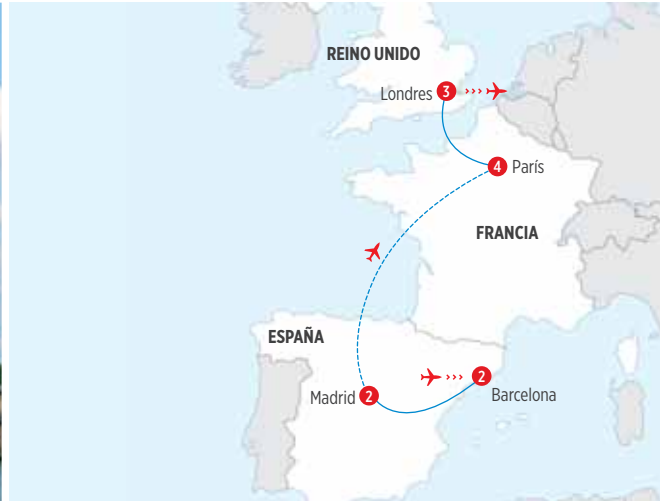 REINO UNIDO
Londres 3
4 París
FRANCIA
ESPAÑA
2
Madrid 2
Barcelona